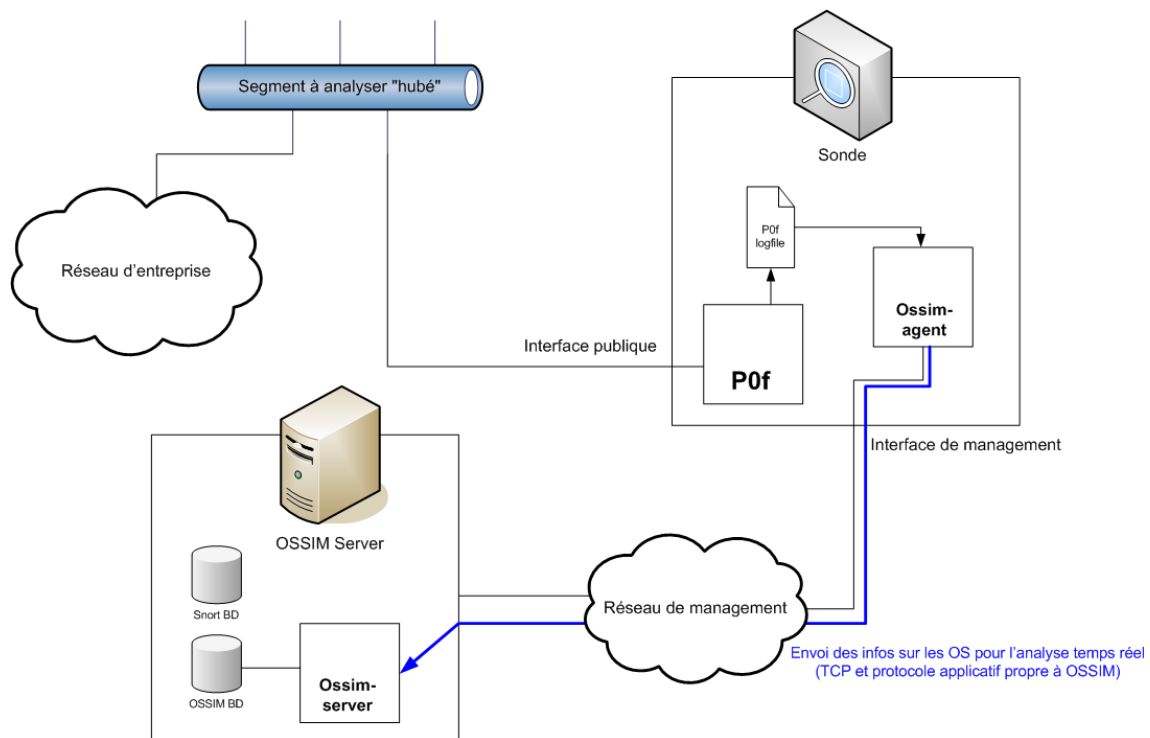 Segment à analyser "hubé"
Sonde
P0f
logfile
Réseau d'entreprise
Ossim-
agent
Interface publique
P0f
Interface de management
OSSIM Server
Snort BD
Réseau de management
OSSIM BD
Ossim-
server
Envoi des infos sur les OS pour l'analyse temps réel
(TCP et protocole applicatif propre à OSSIM)